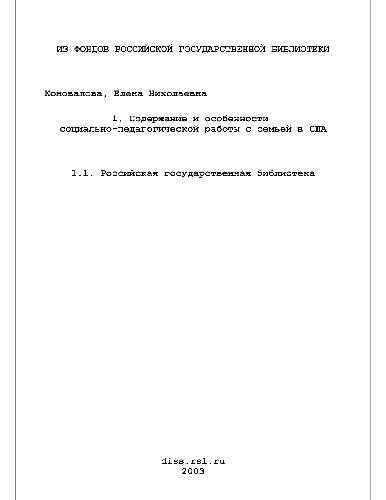 ИЗ ФОНДОВ РОССИЙСКОЙ ГОСУДАРСТВЕННОЙ БИБЛИОТЕКИ
Коновалова, Елена Николаевна
1. Содержание и особенности
социально-педагогической работы с семьей в США
1.1. Российская государственная библиотека
diss.rsl.ru
2003